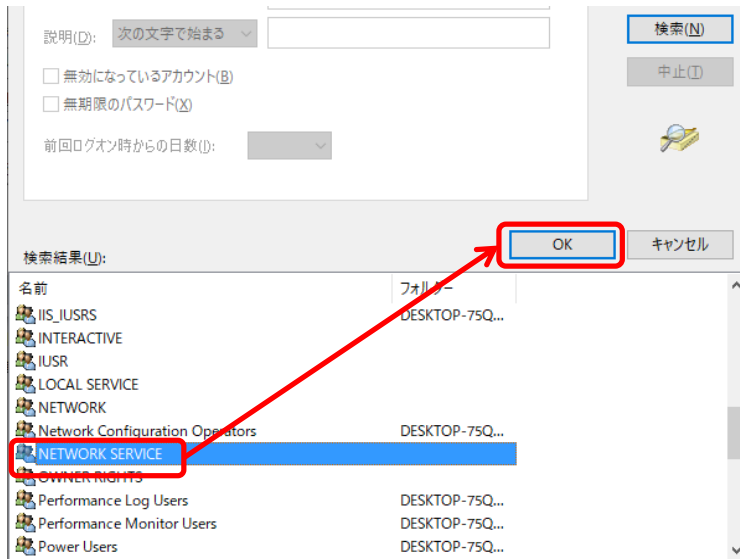 説明(D): 次の文字で始まる
検索(N)
無効になっているアカウント(B)
中止(T)
無期限のパスワード(X)
前回ログオン時からの日数(I):
OK キャンセル
検索結果(U):
名前 フォルダー
IIS_IUSRS DESKTOP-75Q...
INTERACTIVE
IUSR
LOCAL SERVICE
NETWORK
Network Configuration Operators DESKTOP-75Q...
NETWORK SERVICE
OWNER RIGHTS
Performance Log Users DESKTOP-75Q...
Performance Monitor Users DESKTOP-75Q...
Power Users DESKTOP-75Q...